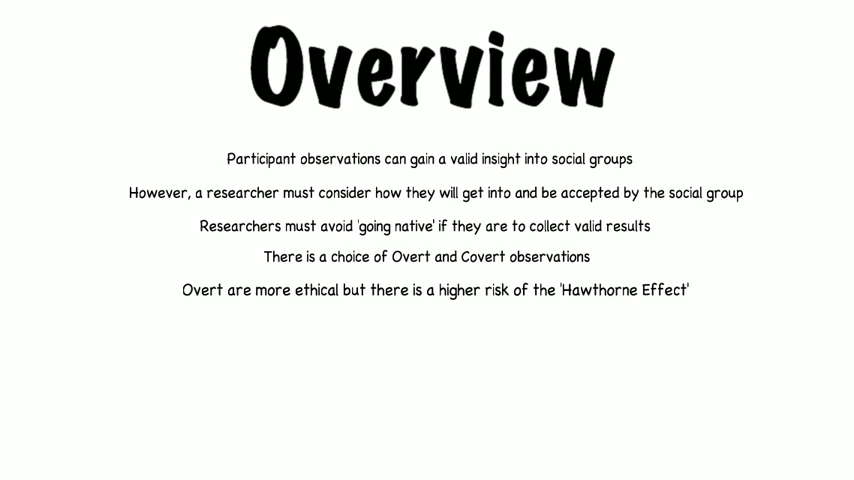 Overview
Participant observations can gain a valid insight into social groups
However, a researcher must consider how they will get into and be accepted by the social group
Researchers must avoid 'going native' if they are to collect valid results
There is a choice of Overt and Covert observations
Overt are more ethical but there is a higher risk of the 'Hawthorne Effect'